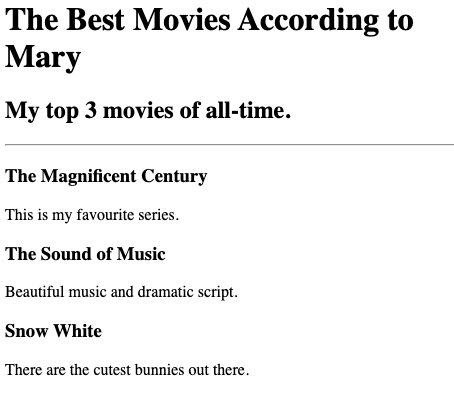 The Best Movies According to
Mary
My top 3 movies of all-time.
The Magnificent Century
This is my favourite series.
The Sound of Music
Beautiful music and dramatic script.
Snow White
There are the cutest bunnies out there.